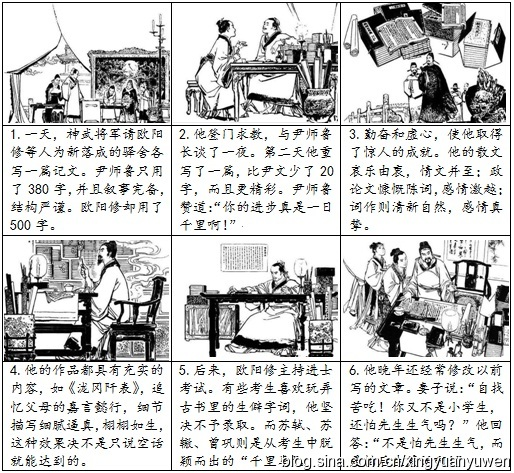 1.一天，神武将军请欧阳
修等人为新落成的驿舍各
写一篇记文。尹师鲁只用
了 380 字,并且叙事完备,
结构严谨。欧阳修却用了
500 字。
2.他登门求教，与尹师鲁
长谈了一夜。第二天他重
写了一篇，比尹文少了 20
字，而且更精彩。尹师鲁
赞道:“你的进步真是一日
千里啊!”
3.勤奋和虚心，使他取得
了惊人的成就。他的散文
哀乐由衷，情文并至；政
论文慷慨陈词,感情激越;
词作则清新自然，感情真
挚。
4.他的作品都具有充实的
内容，如《泷冈阡表》，追
忆父母的嘉言懿行，细节
描写细腻逼真，栩栩如生，
这种效果决不是只说空话
就能达到的。
5.后来，欧阳修主持进士
考试。有些考生喜欢玩弄
古书里的生僻字词，他坚
决不予录取。而苏轼、苏
辙、曾巩则是从考生中脱
颖而出的“千里
6.他晚年还经常修改以前
写的文章。妻子说:“自找
苦吃！你又不是小学生，
还怕先生生气吗？”他回
答:“不是怕先生生气，而
blog.sina.com.cn/xingyuanyuwen